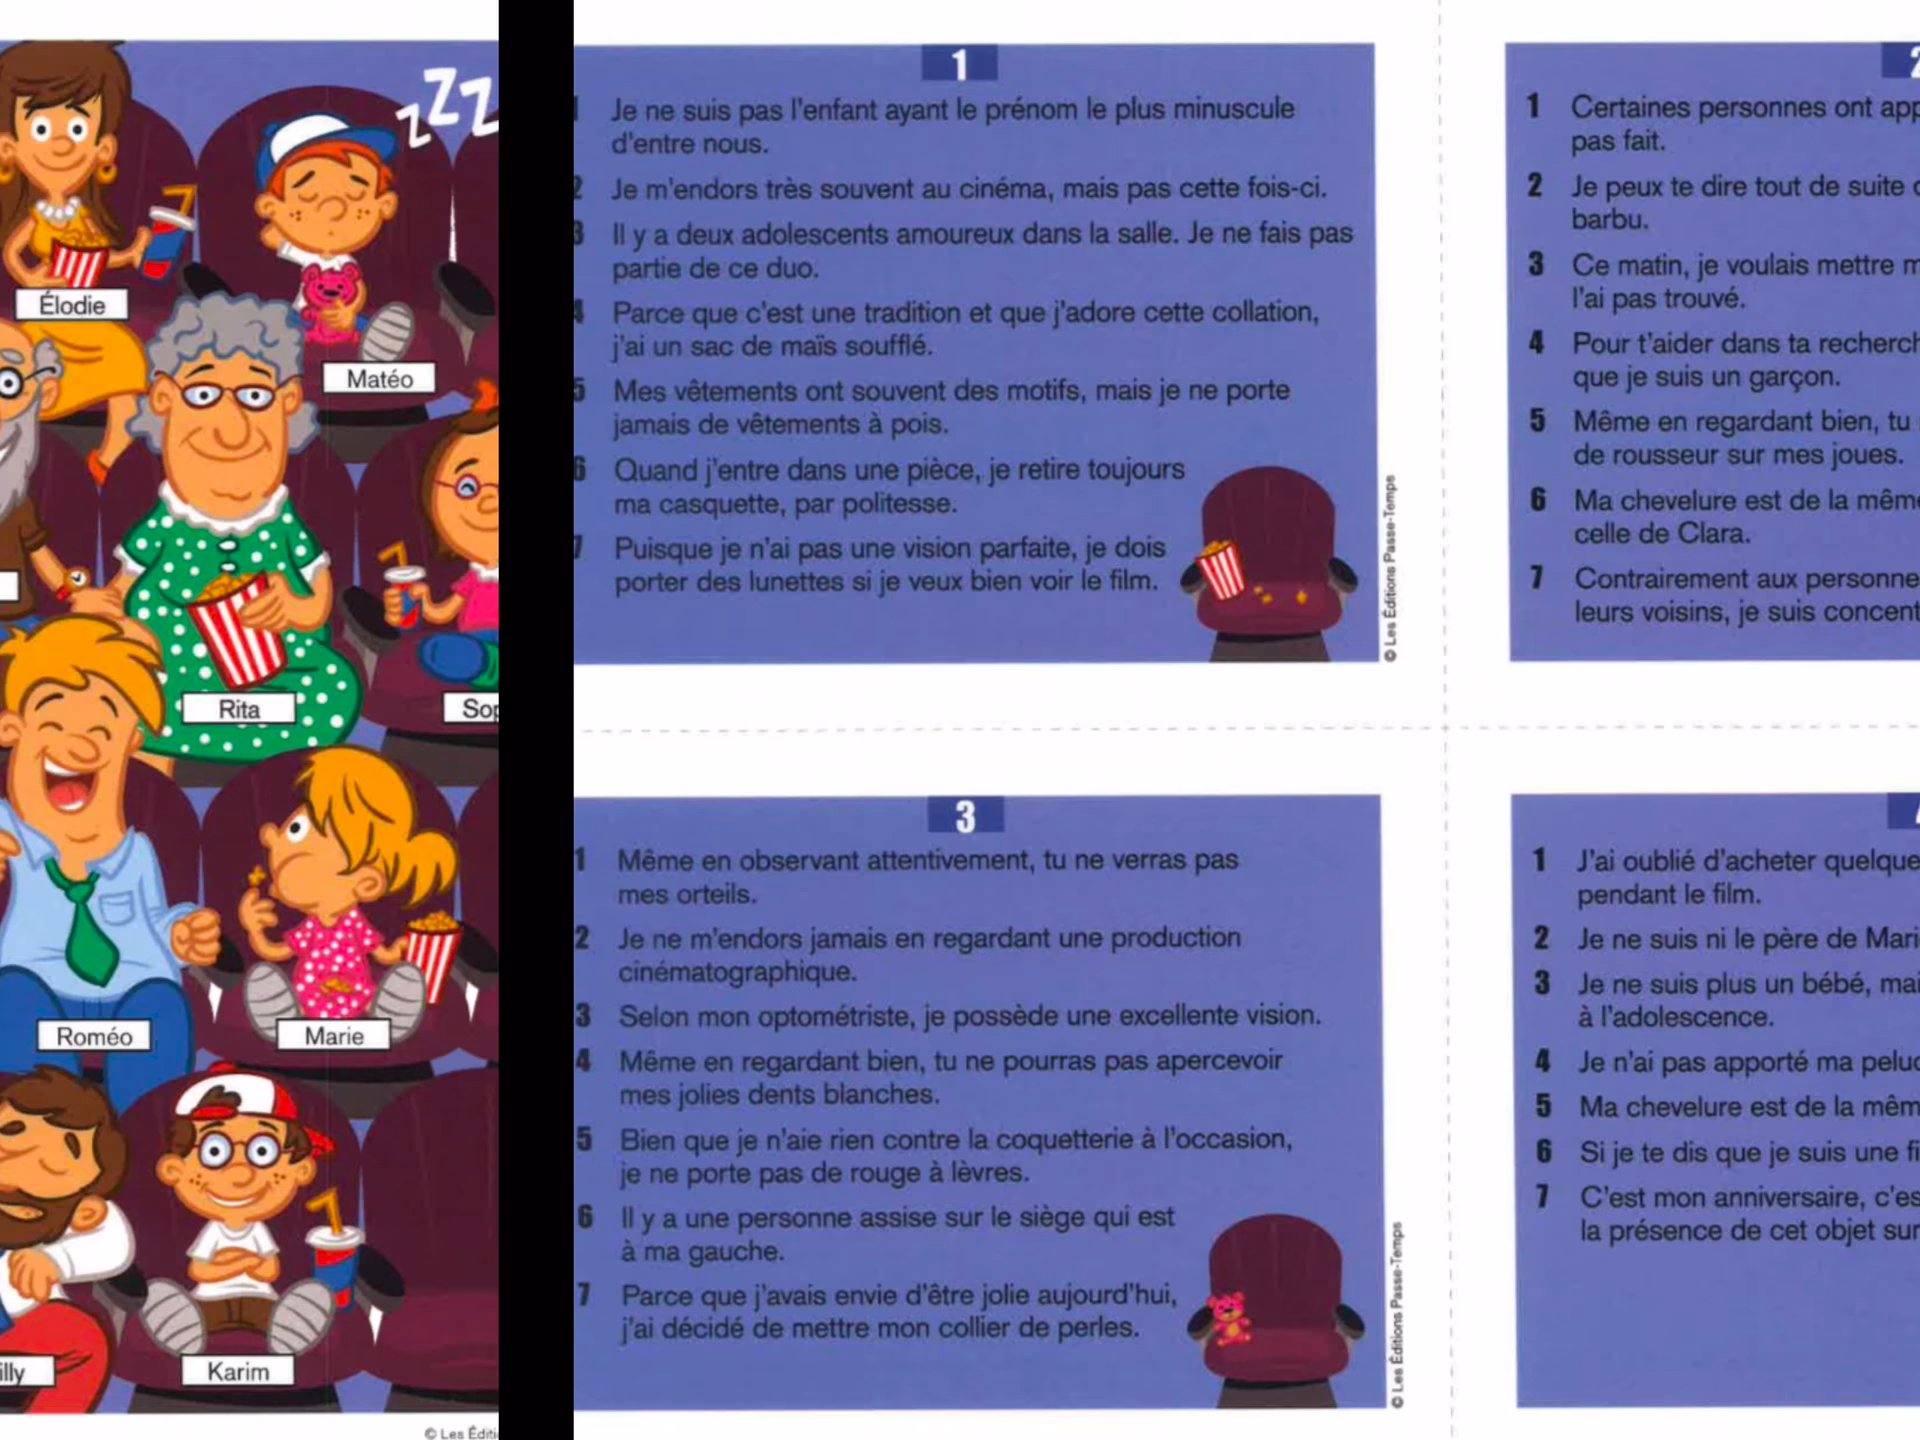 zZZ
Élodie
Matéo
Rita
Sop
Roméo
Marie
illy
Karim
© Les Éditi
1
Je ne suis pas l'enfant ayant le prénom le plus minuscule
d'entre nous.
2 Je m'endors très souvent au cinéma, mais pas cette fois-ci.
3 Il y a deux adolescents amoureux dans la salle. Je ne fais pas
partie de ce duo.
4 Parce que c'est une tradition et que j'adore cette collation,
j'ai un sac de maïs soufflé.
5 Mes vêtements ont souvent des motifs, mais je ne porte
jamais de vêtements à pois.
6 Quand j'entre dans une pièce, je retire toujours
ma casquette, par politesse.
7 Puisque je n'ai pas une vision parfaite, je dois
porter des lunettes si je veux bien voir le film.
© Les Éditions Passe-Temps
2
1 Certaines personnes ont app
pas fait.
2 Je peux te dire tout de suite
barbu.
3 Ce matin, je voulais mettre m
l'ai pas trouvé.
4 Pour t'aider dans ta recherch
que je suis un garçon.
5 Même en regardant bien, tu
de rousseur sur mes joues.
6 Ma chevelure est de la même
celle de Clara.
7 Contrairement aux personne
leurs voisins, je suis concent
3
1 Même en observant attentivement, tu ne verras pas
mes orteils.
2 Je ne m'endors jamais en regardant une production
cinématographique.
3 Selon mon optométriste, je possède une excellente vision.
4 Même en regardant bien, tu ne pourras pas apercevoir
mes jolies dents blanches.
5 Bien que je n'aie rien contre la coquetterie à l'occasion,
je ne porte pas de rouge à lèvres.
6 Il y a une personne assise sur le siège qui est
à ma gauche.
7 Parce que j'avais envie d'être jolie aujourd'hui,
j'ai décidé de mettre mon collier de perles.
© Les Éditions Passe-Temps
1 J'ai oublié d'acheter quelque
pendant le film.
2 Je ne suis ni le père de Mari
3 Je ne suis plus un bébé, mai
à l'adolescence.
4 Je n'ai pas apporté ma peluc
5 Ma chevelure est de la mêm
6 Si je te dis que je suis une fi
7 C'est mon anniversaire, c'es
la présence de cet objet sur